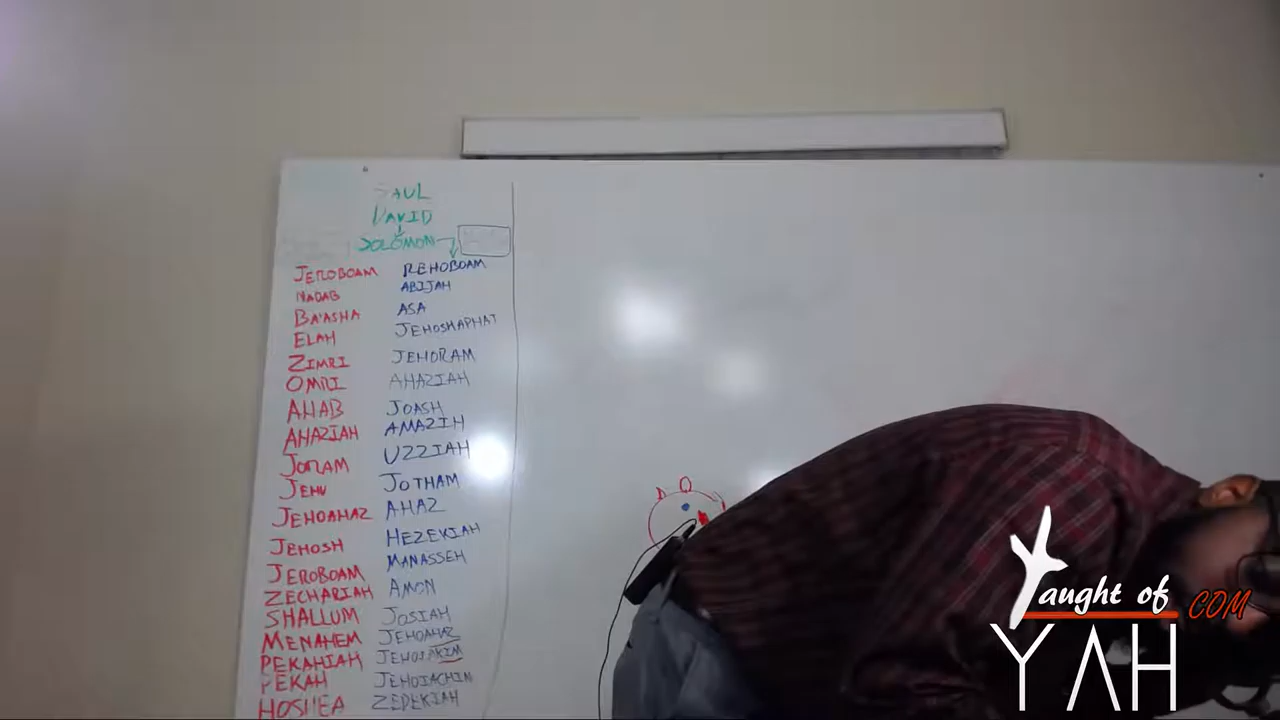 SAUL
DAVID
SOLOMON
JEROBOAM REHOBOAM
NADAB ABIJAH
BA'ASHA ASA
ELAH JEHOSHAPHAT
ZIMRI JEHORAM
OMRI AHAZIAH
AHAB JOASH
AHAZIAH AMAZIH
JORAM UZZIAH
JEHU JOTHAM
JEHOAHAZ AHAZ
JEHOSH HEZEKIAH
JEROBOAM MANASSEH
ZECHARIAH AMON
SHALLUM JOSIAH
MENAHEM JEHOAHAZ
PEKAHIAH JEHOIAKIM
PEKAH JEHOIACHIN
HOSHEA ZEDEKIAH
Taught of .COM
YAH